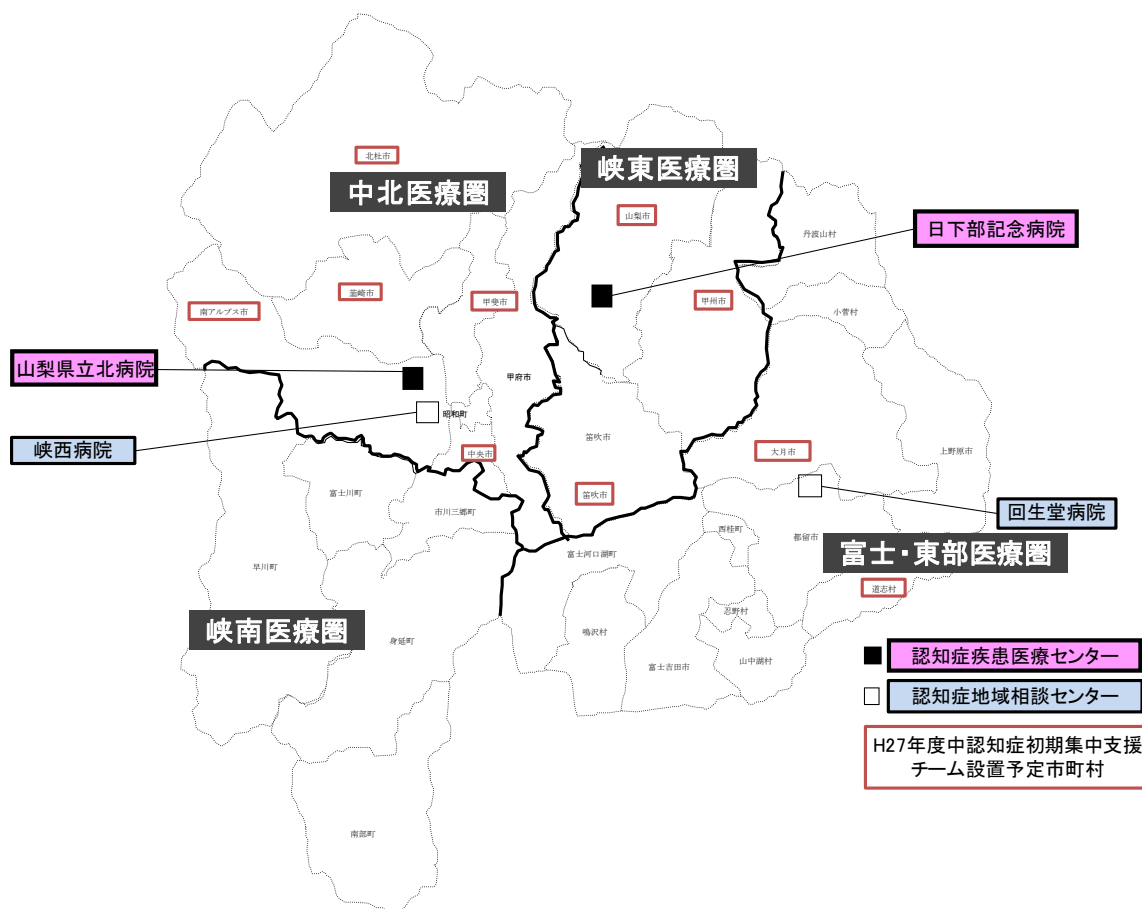 北杜市
中北医療圏
峡東医療圏
山梨市
丹波山村
日下部記念病院
南アルプス市
韮崎市
甲斐市
甲州市
小菅村
山梨県立北病院
甲府市
昭和町
峡西病院
中央市
笛吹市
大月市
上野原市
富士川町
市川三郷町
笛吹市
回生堂病院
西桂町
都留市
富士河口湖町
富士・東部医療圏
早川町
道志村
忍野村
峡南医療圏
身延町
鳴沢村
富士吉田市
山中湖村
認知症疾患医療センター
認知症地域相談センター
H27年度中認知症初期集中支援
チーム設置予定市町村
南部町